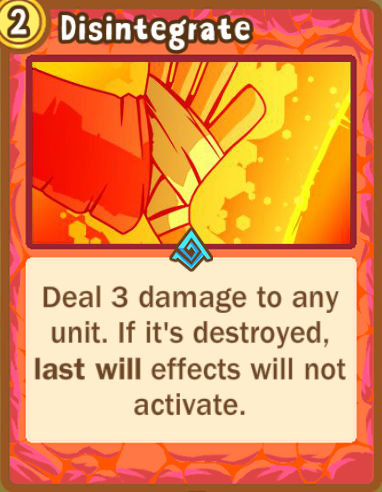 2 Disintegrate
Deal 3 damage to any
unit. If it's destroyed,
last will effects will not
activate.